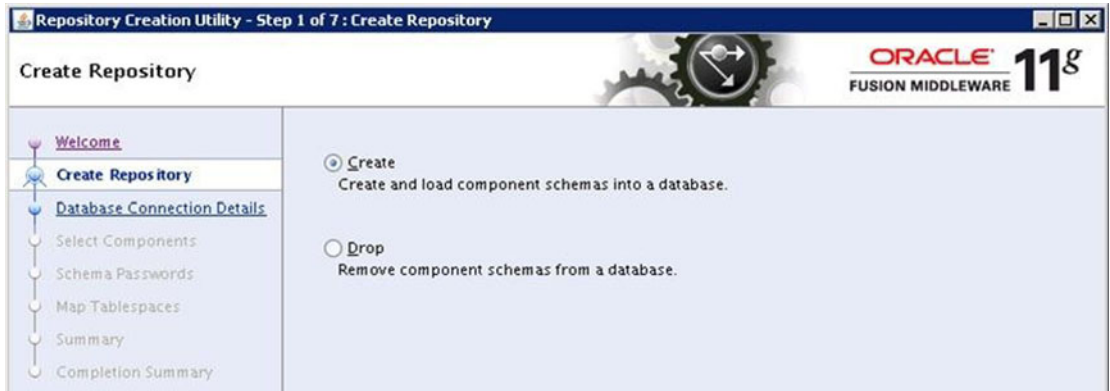 Repository Creation Utility - Step 1 of 7 : Create Repository
Create Repository
ORACLE
FUSION MIDDLEWARE
11g
Welcome
Create Repository
Database Connection Details
Select Components
Schema Passwords
Map Tablespaces
Summary
Completion Summary
Create
Create and load component schemas into a database.
Drop
Remove component schemas from a database.